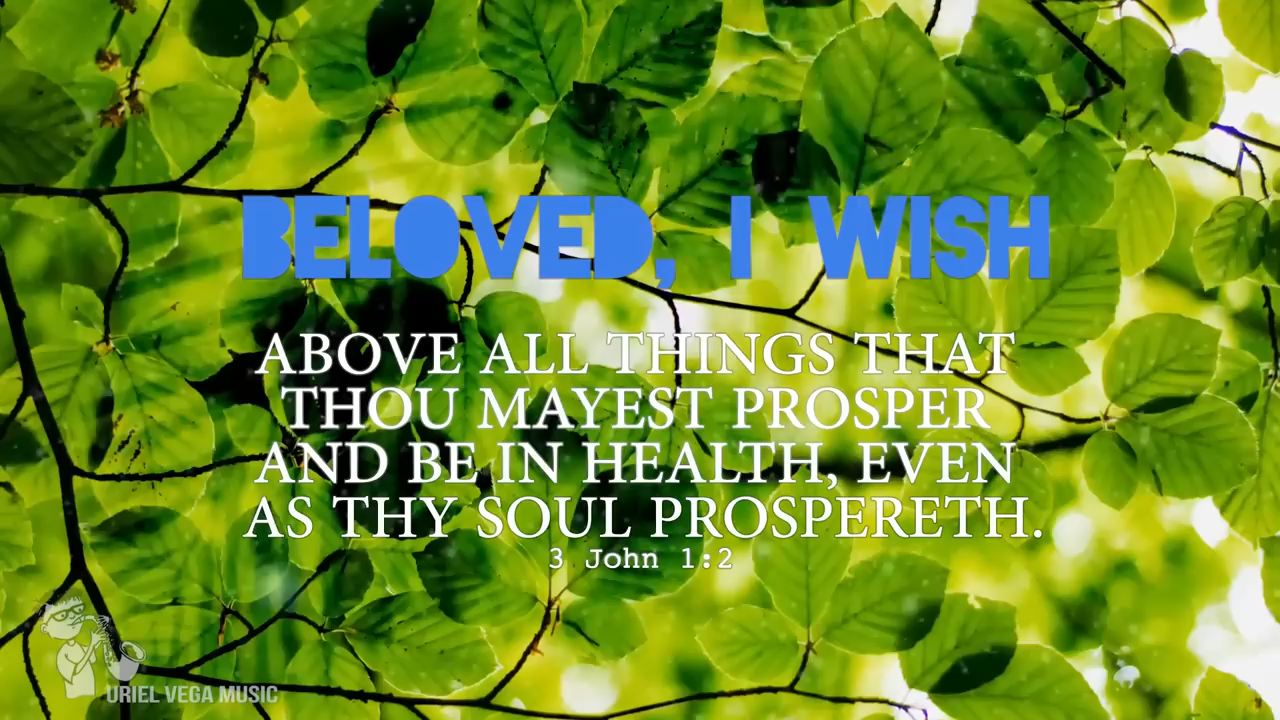 BELOVED, I WISH
ABOVE ALL THINGS THAT
THOU MAYEST PROSPER
AND BE IN HEALTH, EVEN
AS THY SOUL PROSPERETH.
3 John 1:2
URIEL VEGA MUSIC